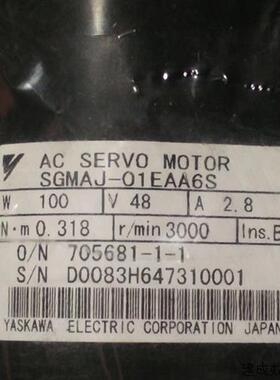 AC SERVO MOTOR
SGMAJ-01EAA6S
W 100 V 48 A 2.8
N·m 0.318 r/min 3000 Ins.
O/N 705681-1-1
S/N D0083H647310001
YASKAWA ELECTRIC CORPORATION JAPAN